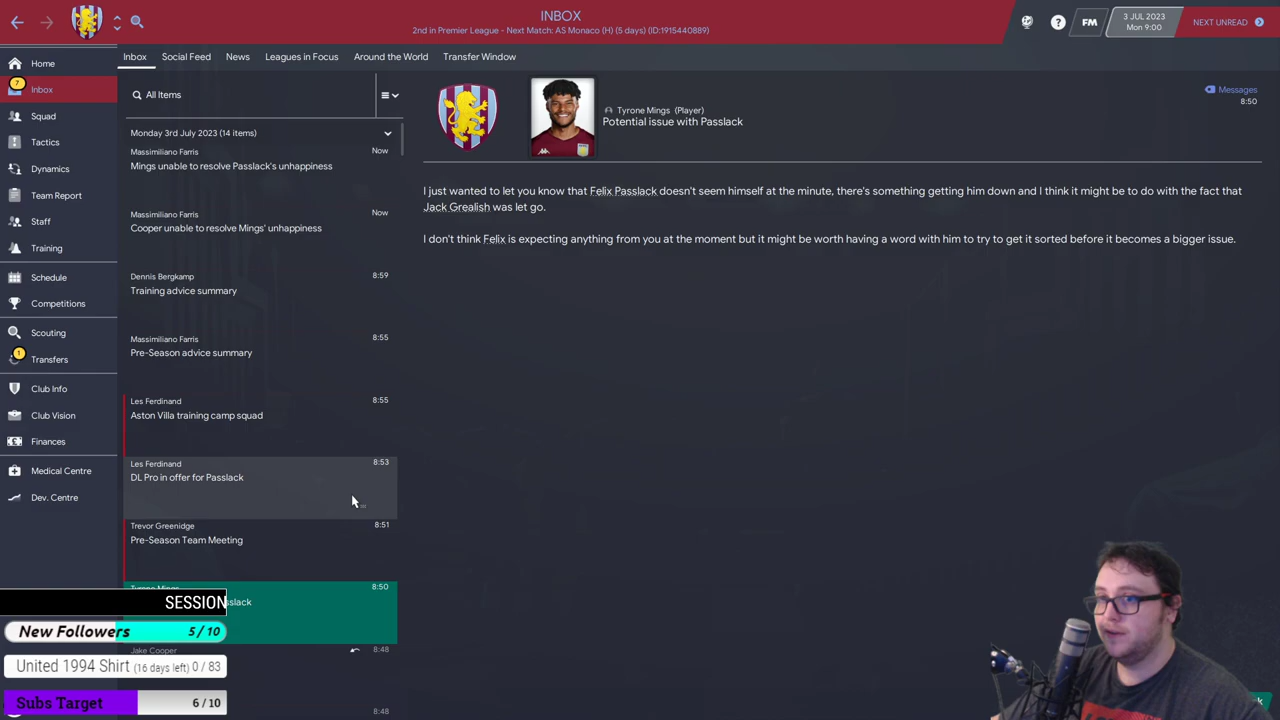 INBOX
2nd in Premier League - Next Match: AS Monaco (H) (5 days) (ID:1915440889)
FM
3 JUL 2023
Mon 9:00
NEXT UNREAD
Home
7
Inbox
Squad
Tactics
Dynamics
Team Report
Staff
Training
Schedule
Competitions
Scouting
1
Transfers
Club Info
Club Vision
Finances
Medical Centre
Dev. Centre
Inbox Social Feed News Leagues in Focus Around the World Transfer Window
All Items
Monday 3rd July 2023 (14 items)
Massimiliano Farris Now
Mings unable to resolve Passlack's unhappiness
Massimiliano Farris Now
Cooper unable to resolve Mings' unhappiness
Dennis Bergkamp 8:59
Training advice summary
Massimiliano Farris 8:55
Pre-Season advice summary
Les Ferdinand 8:55
Aston Villa training camp squad
Les Ferdinand 8:53
DL Pro in offer for Passlack
Trevor Greenidge 8:51
Pre-Season Team Meeting
Tyrone Mings 8:50
Jake Cooper 8:48
8:48
Tyrone Mings (Player)
Potential issue with Passlack
Messages
8:50
I just wanted to let you know that Felix Passlack doesn't seem himself at the minute, there's something getting him down and I think it might be to do with the fact that
Jack Grealish was let go.
I don't think Felix is expecting anything from you at the moment but it might be worth having a word with him to try to get it sorted before it becomes a bigger issue.
SESSION
New Followers 5 / 10
United 1994 Shirt (16 days left) 0 / 83
Subs Target 6 / 10